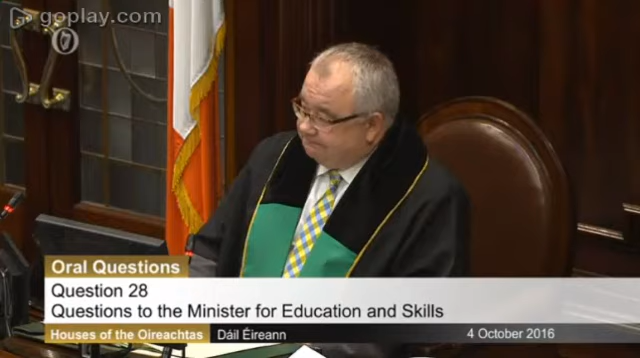 goplay.com
Oral Questions
Question 28
Questions to the Minister for Education and Skills
Houses of the Oireachtas Dáil Éireann 4 October 2016